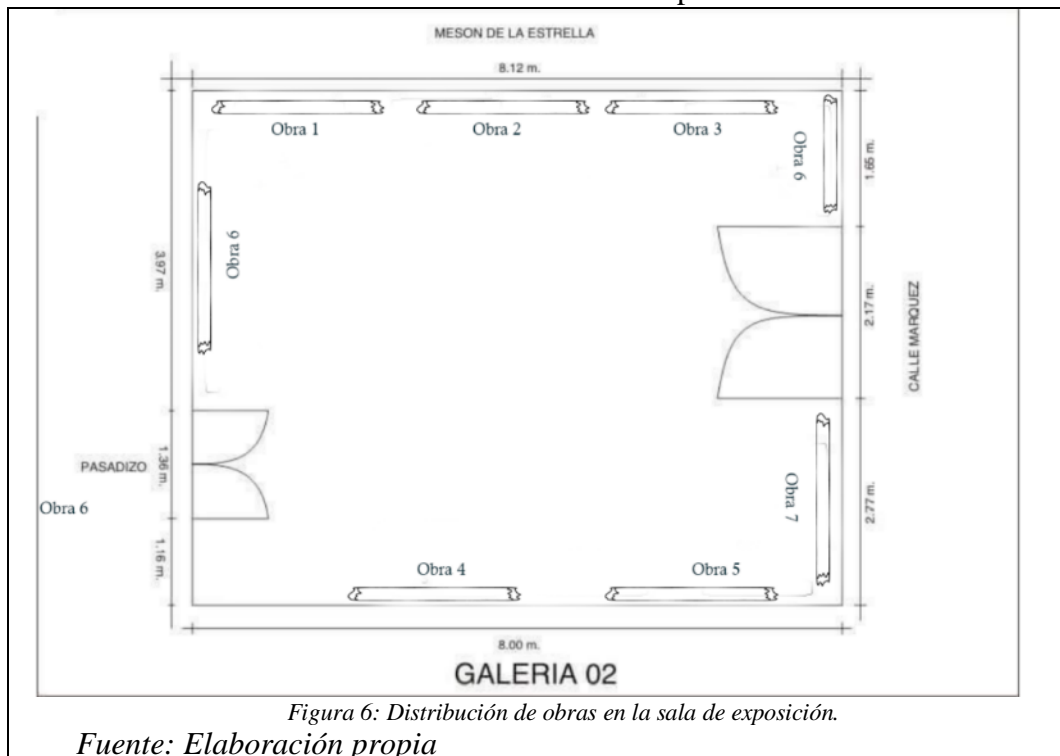 MESON DE LA ESTRELLA
8.12 m.
Obra 1
Obra 2
Obra 3
Obra 6
1.65 m.
Obra 6
3.97 m.
2.17 m.
CALLE MARQUEZ
PASADIZO
1.36 m.
Obra 6
Obra 7
2.77 m.
1.16 m.
Obra 4
Obra 5
8.00 m.
GALERIA 02
Figura 6: Distribución de obras en la sala de exposición.
Fuente: Elaboración propia